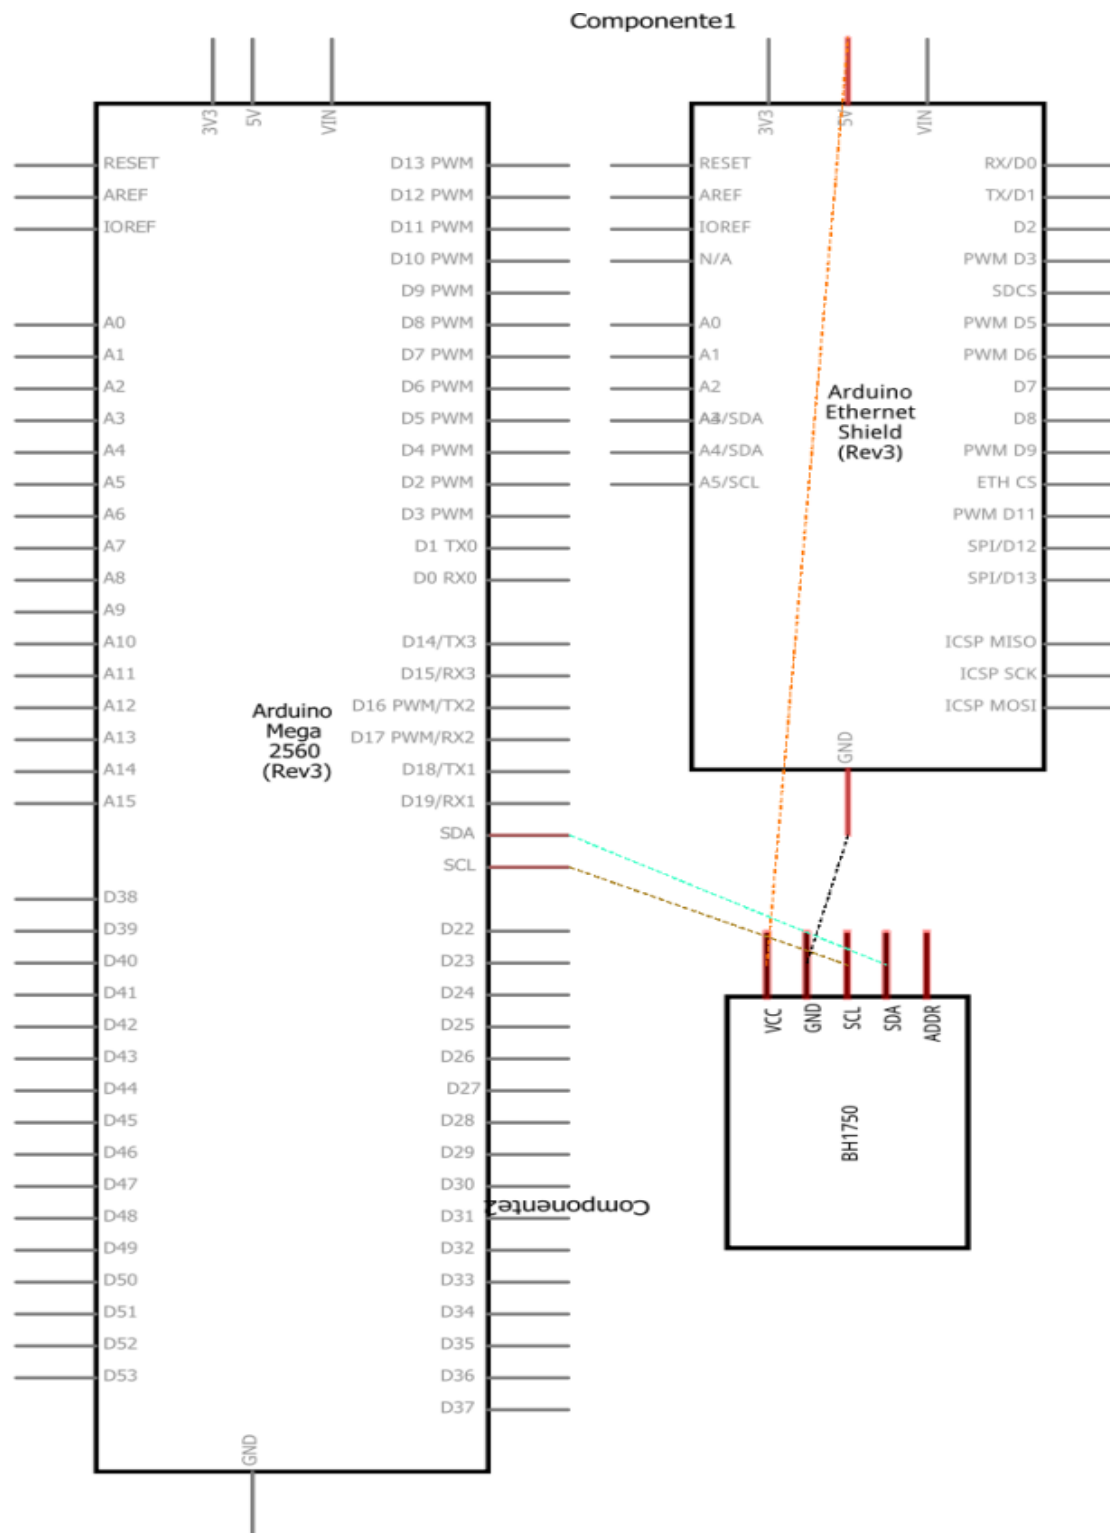 Componente1
3V3
5V
VIN
RESET
AREF
IOREF
A0
A1
A2
A3
A4
A5
A6
A7
A8
A9
A10
A11
A12
A13
A14
A15
D38
D39
D40
D41
D42
D43
D44
D45
D46
D47
D48
D49
D50
D51
D52
D53
Arduino
Mega
2560
(Rev3)
D13 PWM
D12 PWM
D11 PWM
D10 PWM
D9 PWM
D8 PWM
D7 PWM
D6 PWM
D5 PWM
D4 PWM
D2 PWM
D3 PWM
D1 TX0
D0 RX0
D14/TX3
D15/RX3
D16 PWM/TX2
D17 PWM/RX2
D18/TX1
D19/RX1
SDA
SCL
D22
D23
D24
D25
D26
D27
D28
D29
D30
D31
D32
D33
D34
D35
D36
D37
GND
Componente2
3V3
5V
VIN
RESET
AREF
IOREF
N/A
A0
A1
A2
/SDA
A4/SDA
A5/SCL
Arduino
Ethernet
Shield
(Rev3)
RX/D0
TX/D1
D2
PWM D3
SDCS
PWM D5
PWM D6
D7
D8
PWM D9
ETH CS
PWM D11
SPI/D12
SPI/D13
ICSP MISO
ICSP SCK
ICSP MOSI
GND
VCC
GND
SCL
SDA
ADDR
BH1750